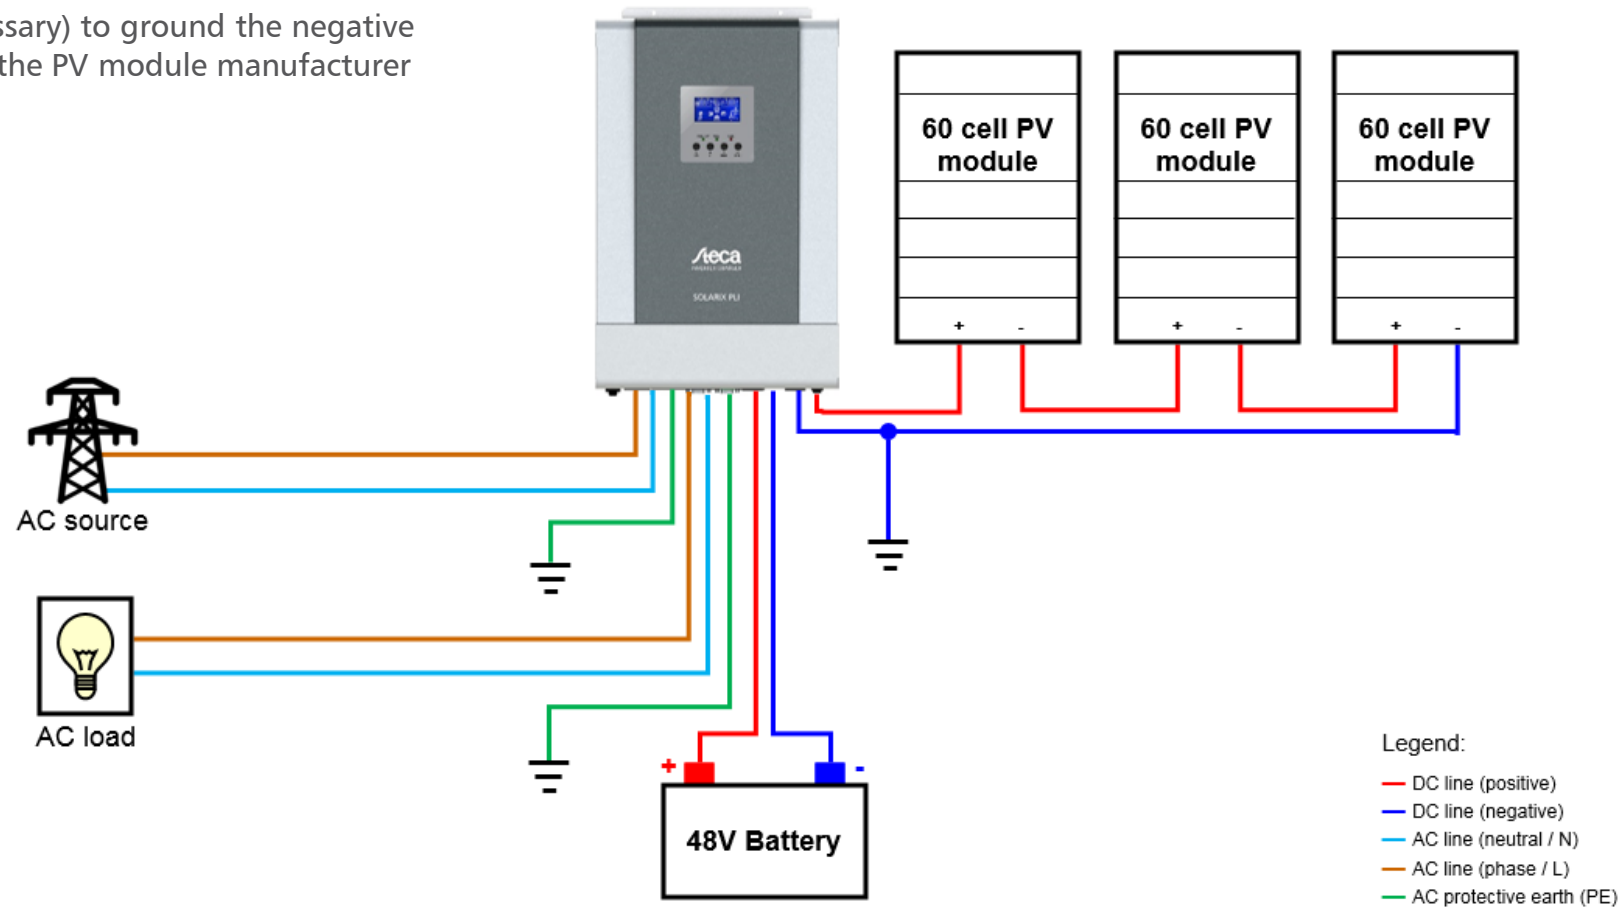 ssary) to ground the negative
the PV module manufacturer
Steca
SOLARIX PLI
60 cell PV
module
+ -
60 cell PV
module
+ -
60 cell PV
module
+ -
AC source
AC load
+ -
48V Battery
Legend:
DC line (positive)
DC line (negative)
AC line (neutral / N)
AC line (phase / L)
AC protective earth (PE)